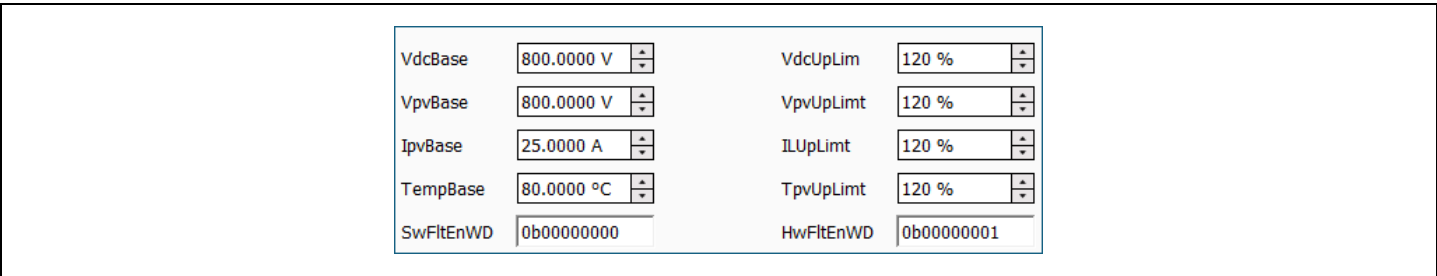 VdcBase 800.0000 V VdcUpLim 120 %
VpvBase 800.0000 V VpvUpLimt 120 %
IpvBase 25.0000 A ILUpLimt 120 %
TempBase 80.0000 ºC TpvUpLimt 120 %
SwFltEnWD 0b00000000 HwFltEnWD 0b00000001